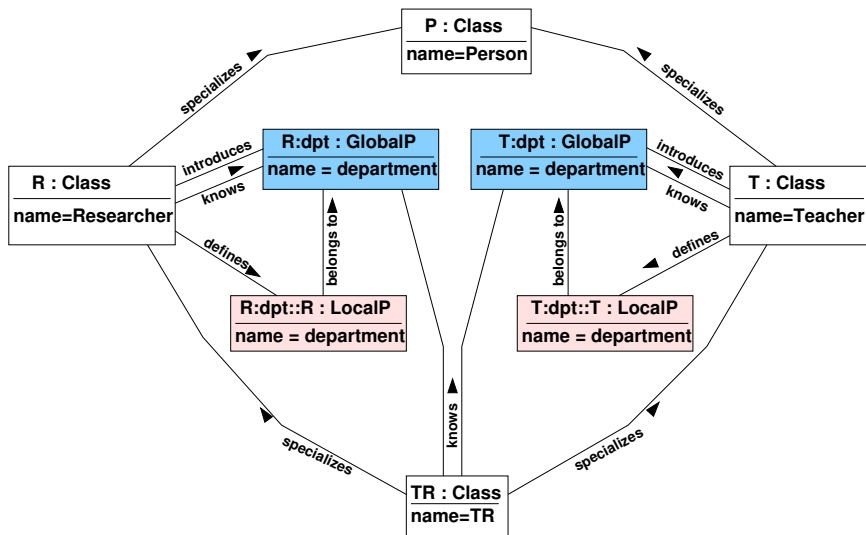 P : Class
name=Person
specializes
specializes
R:dpt : GlobalP
name = department
T:dpt : GlobalP
name = department
introduces
knows
introduces
knows
R : Class
name=Researcher
T : Class
name=Teacher
defines
belongs to
belongs to
defines
R:dpt::R : LocalP
name = department
T:dpt::T : LocalP
name = department
knows
specializes
specializes
TR : Class
name=TR